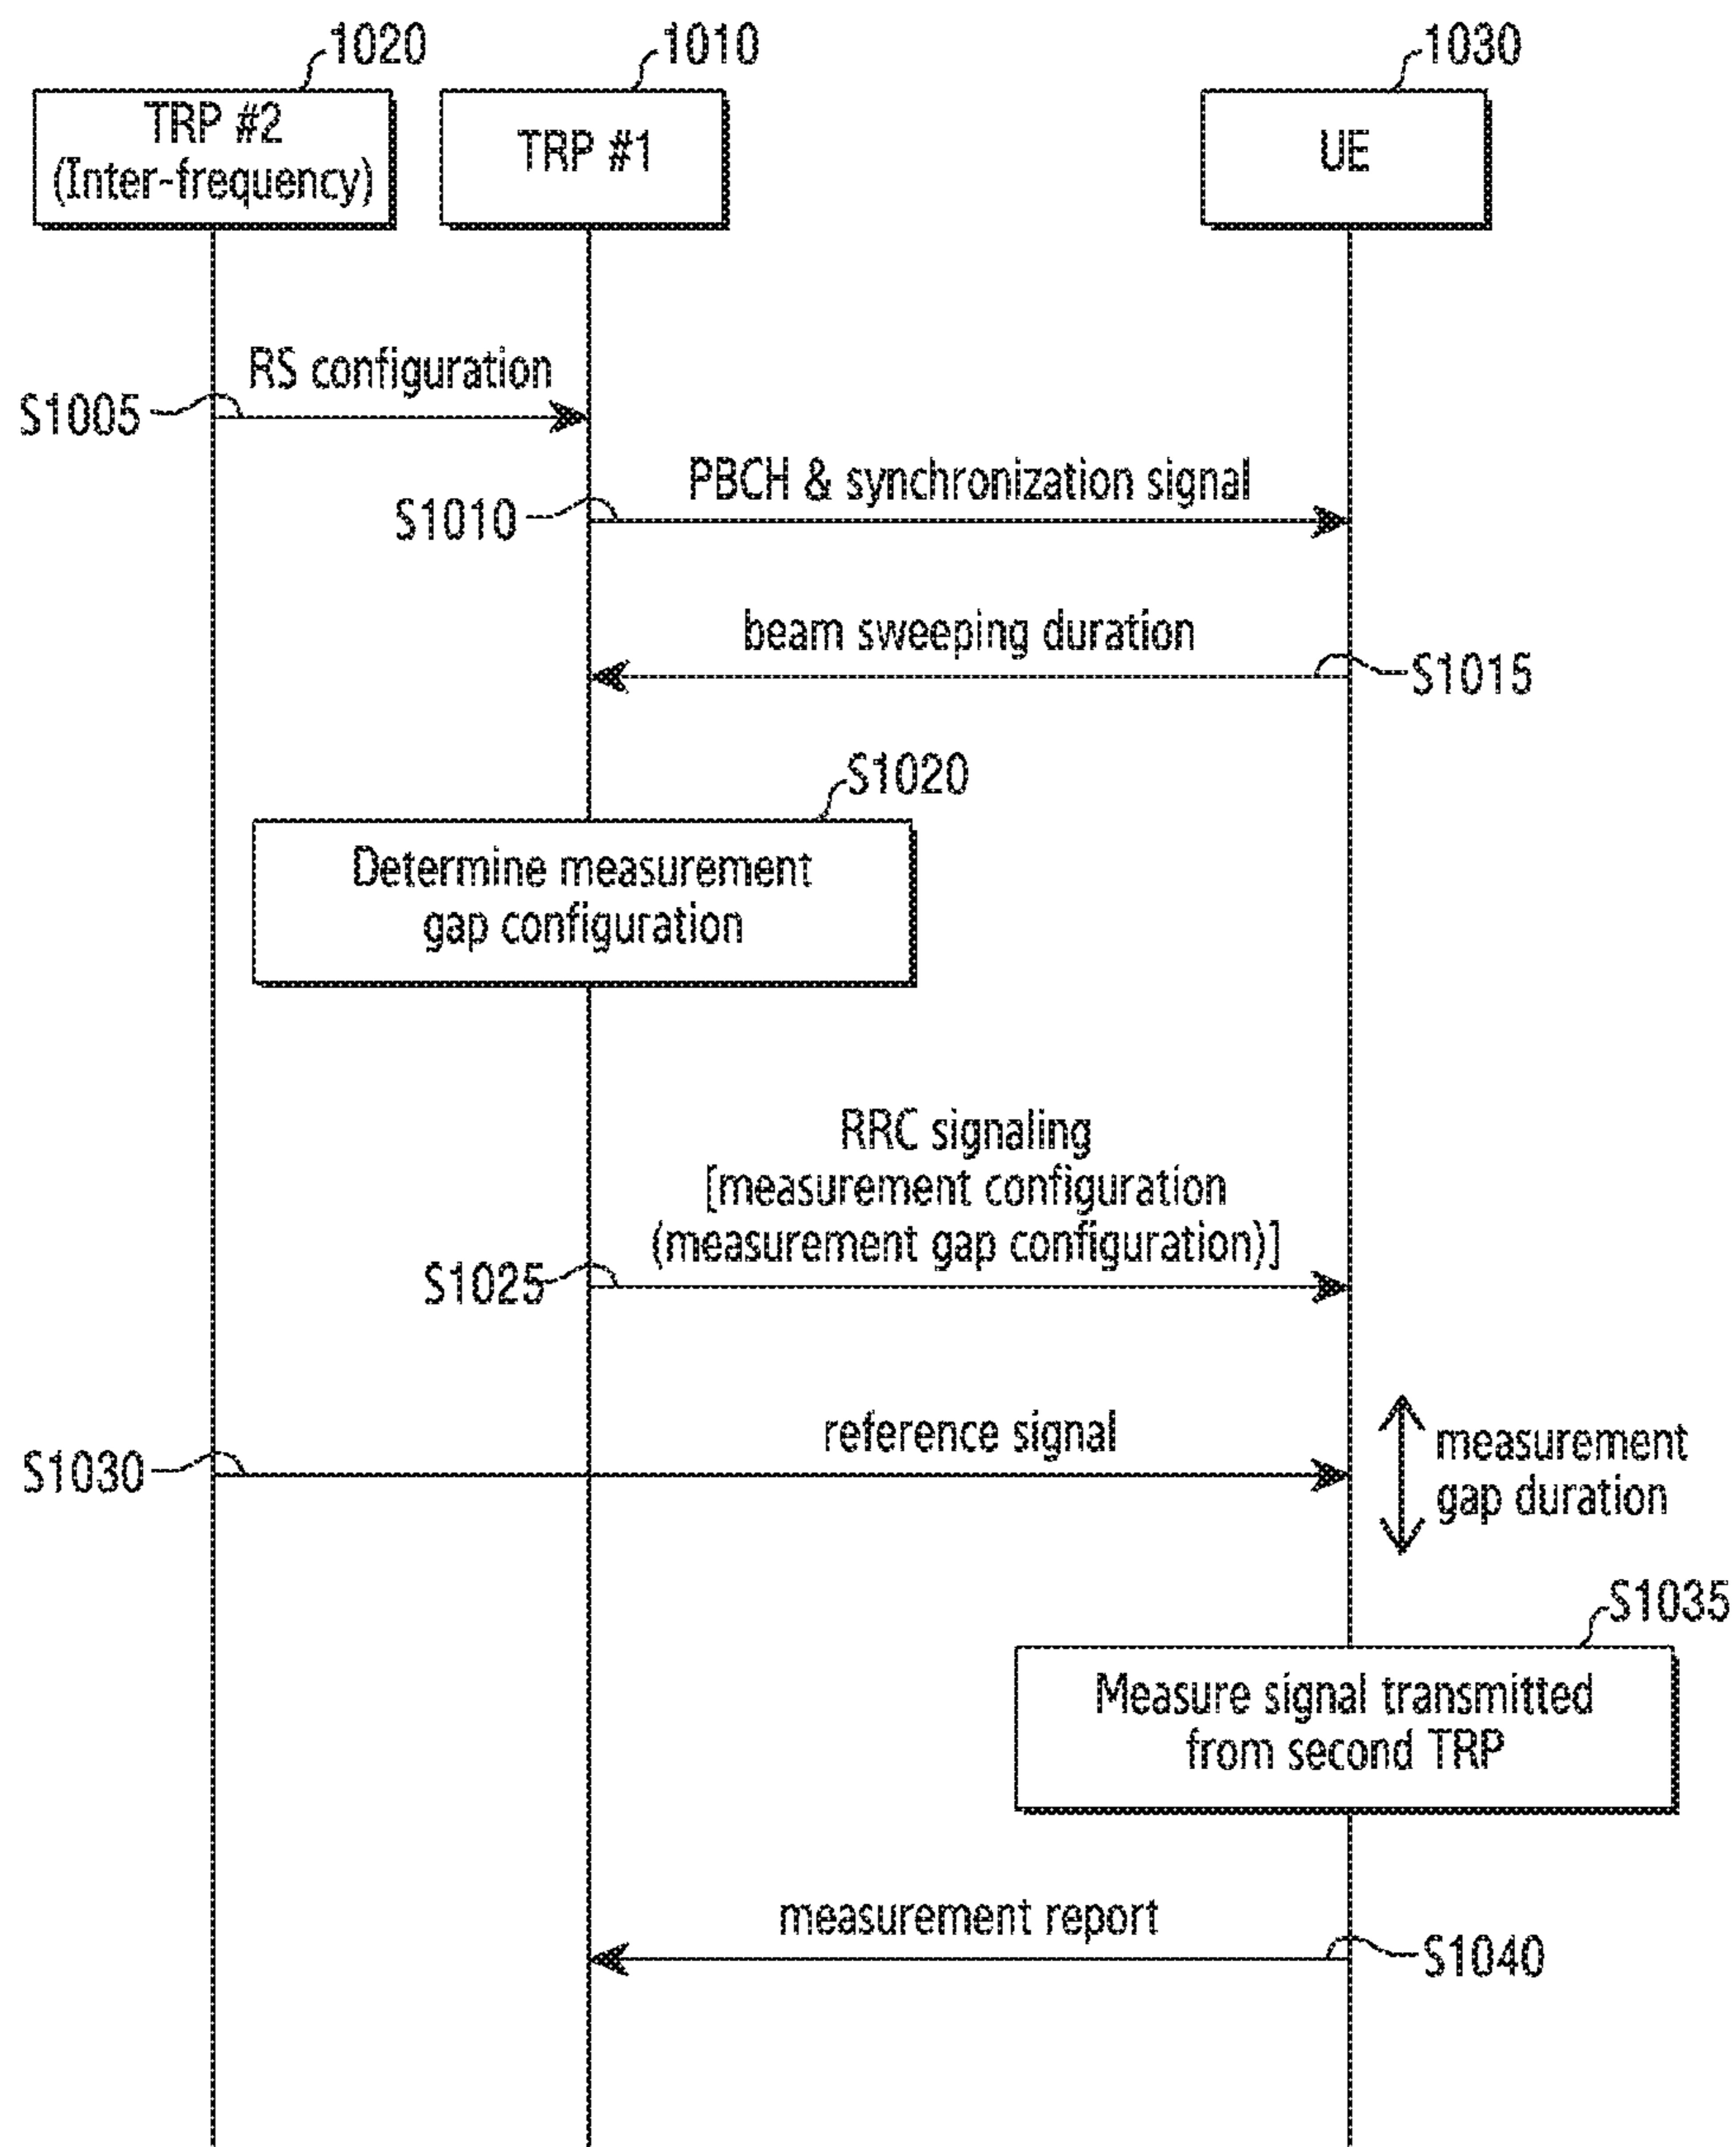 1020
1010
1030
TRP #2
(Inter-frequency)
TRP #1
UE
RS configuration
S1005
PBCH & synchronization signal
S1010
beam sweeping duration
S1015
S1020
Determine measurement
gap configuration
RRC signaling
[measurement configuration
(measurement gap configuration)]
S1025
reference signal
S1030
measurement
gap duration
S1035
Measure signal transmitted
from second TRP
measurement report
S1040